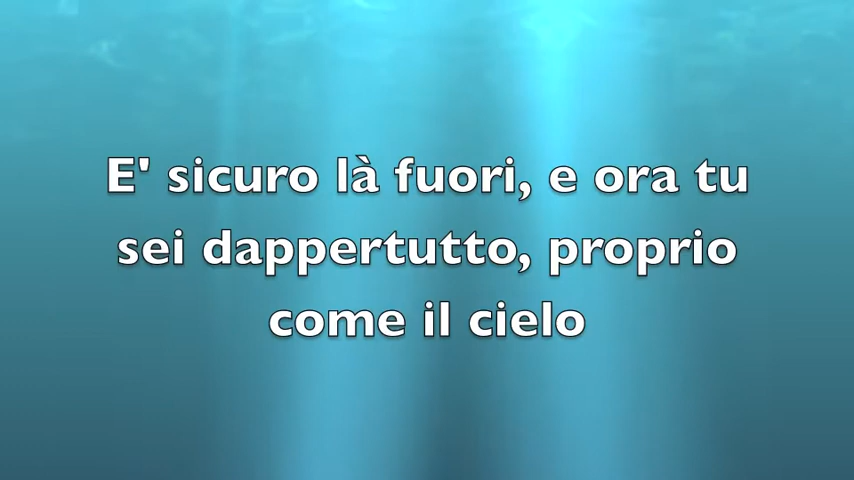 E' sicuro là fuori, e ora tu
sei dappertutto, proprio
come il cielo